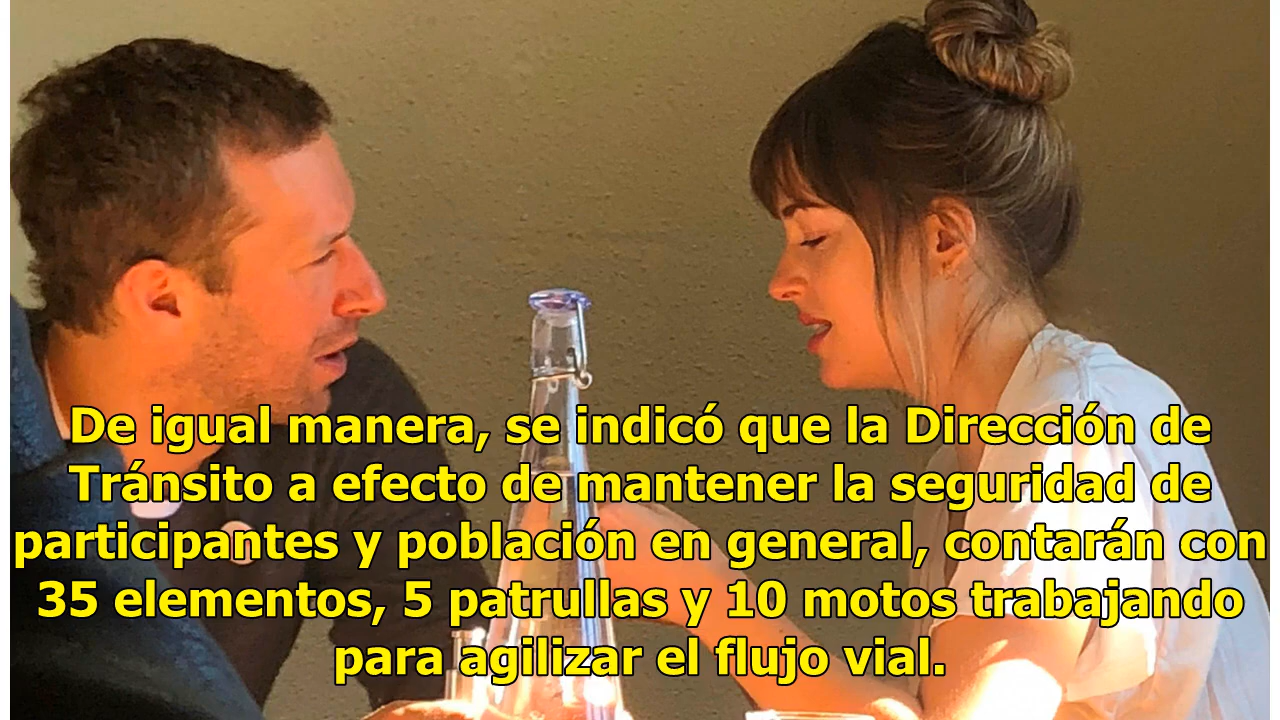 De igual manera, se indicó que la Dirección de
Tránsito a efecto de mantener la seguridad de
participantes y población en general, contarán con
35 elementos, 5 patrullas y 10 motos trabajando
para agilizar el flujo vial.